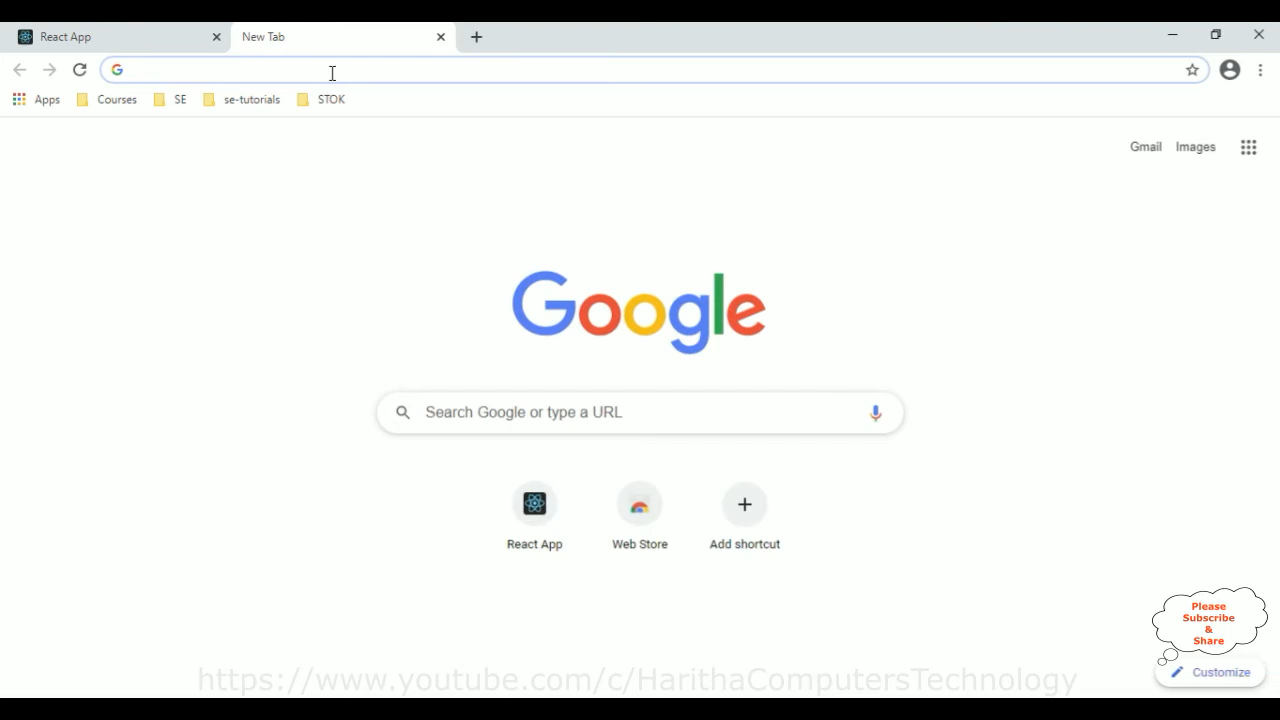 React App
New Tab
Apps
Courses
SE
se-tutorials
STOK
Gmail
Images
Google
Search Google or type a URL
React App
Web Store
Add shortcut
Please
Subscribe
&
Share
Customize
https://www.youtube.com/c/HarithaComputersTechnology